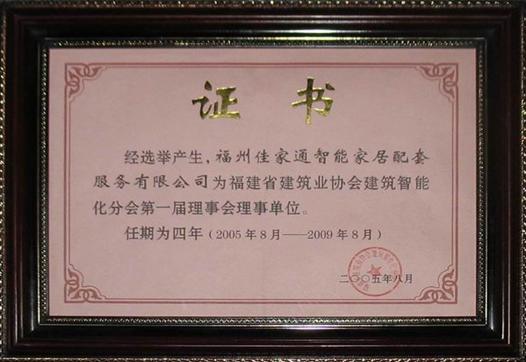 证 书
经选举产生，福州佳家通智能家居配套
服务有限公司为福建省建筑业协会建筑智能
化分会第一届理事会理事单位。
任期为四年（2005年8月——2009年8月）
二〇〇五年八月